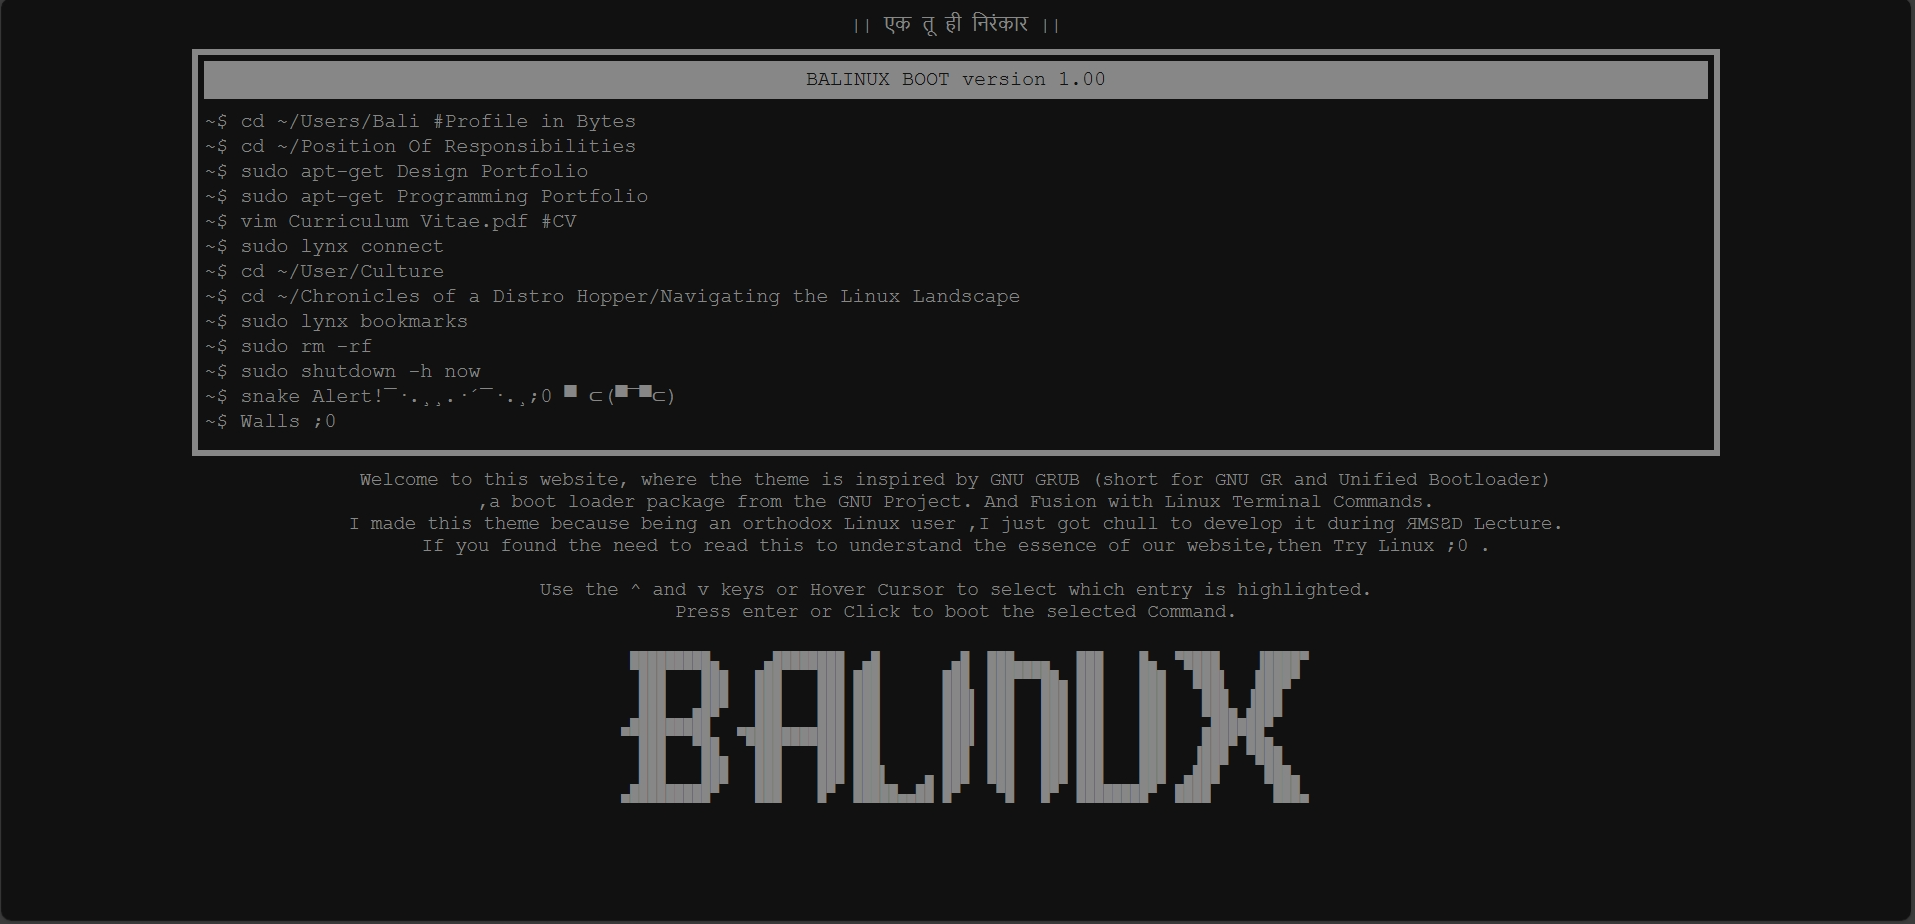 || एक तू ही निरंकार ||
BALINUX BOOT version 1.00
~$ cd ~/Users/Bali #Profile in Bytes
~$ cd ~/Position Of Responsibilities
~$ sudo apt-get Design Portfolio
~$ sudo apt-get Programming Portfolio
~$ vim Curriculum Vitae.pdf #CV
~$ sudo lynx connect
~$ cd ~/User/Culture
~$ cd ~/Chronicles of a Distro Hopper/Navigating the Linux Landscape
~$ sudo lynx bookmarks
~$ sudo rm -rf
~$ sudo shutdown -h now
~$ snake Alert!¯·.¸¸.·´¯·.¸;0 ▀ ⊂(▀¯▀⊂)
~$ Walls ;0
Welcome to this website, where the theme is inspired by GNU GRUB (short for GNU GR and Unified Bootloader)
,a boot loader package from the GNU Project. And Fusion with Linux Terminal Commands.
I made this theme because being an orthodox Linux user ,I just got chull to develop it during ЯMSƧD Lecture.
If you found the need to read this to understand the essence of our website,then Try Linux ;0 .
Use the ^ and v keys or Hover Cursor to select which entry is highlighted.
Press enter or Click to boot the selected Command.
BALINUX